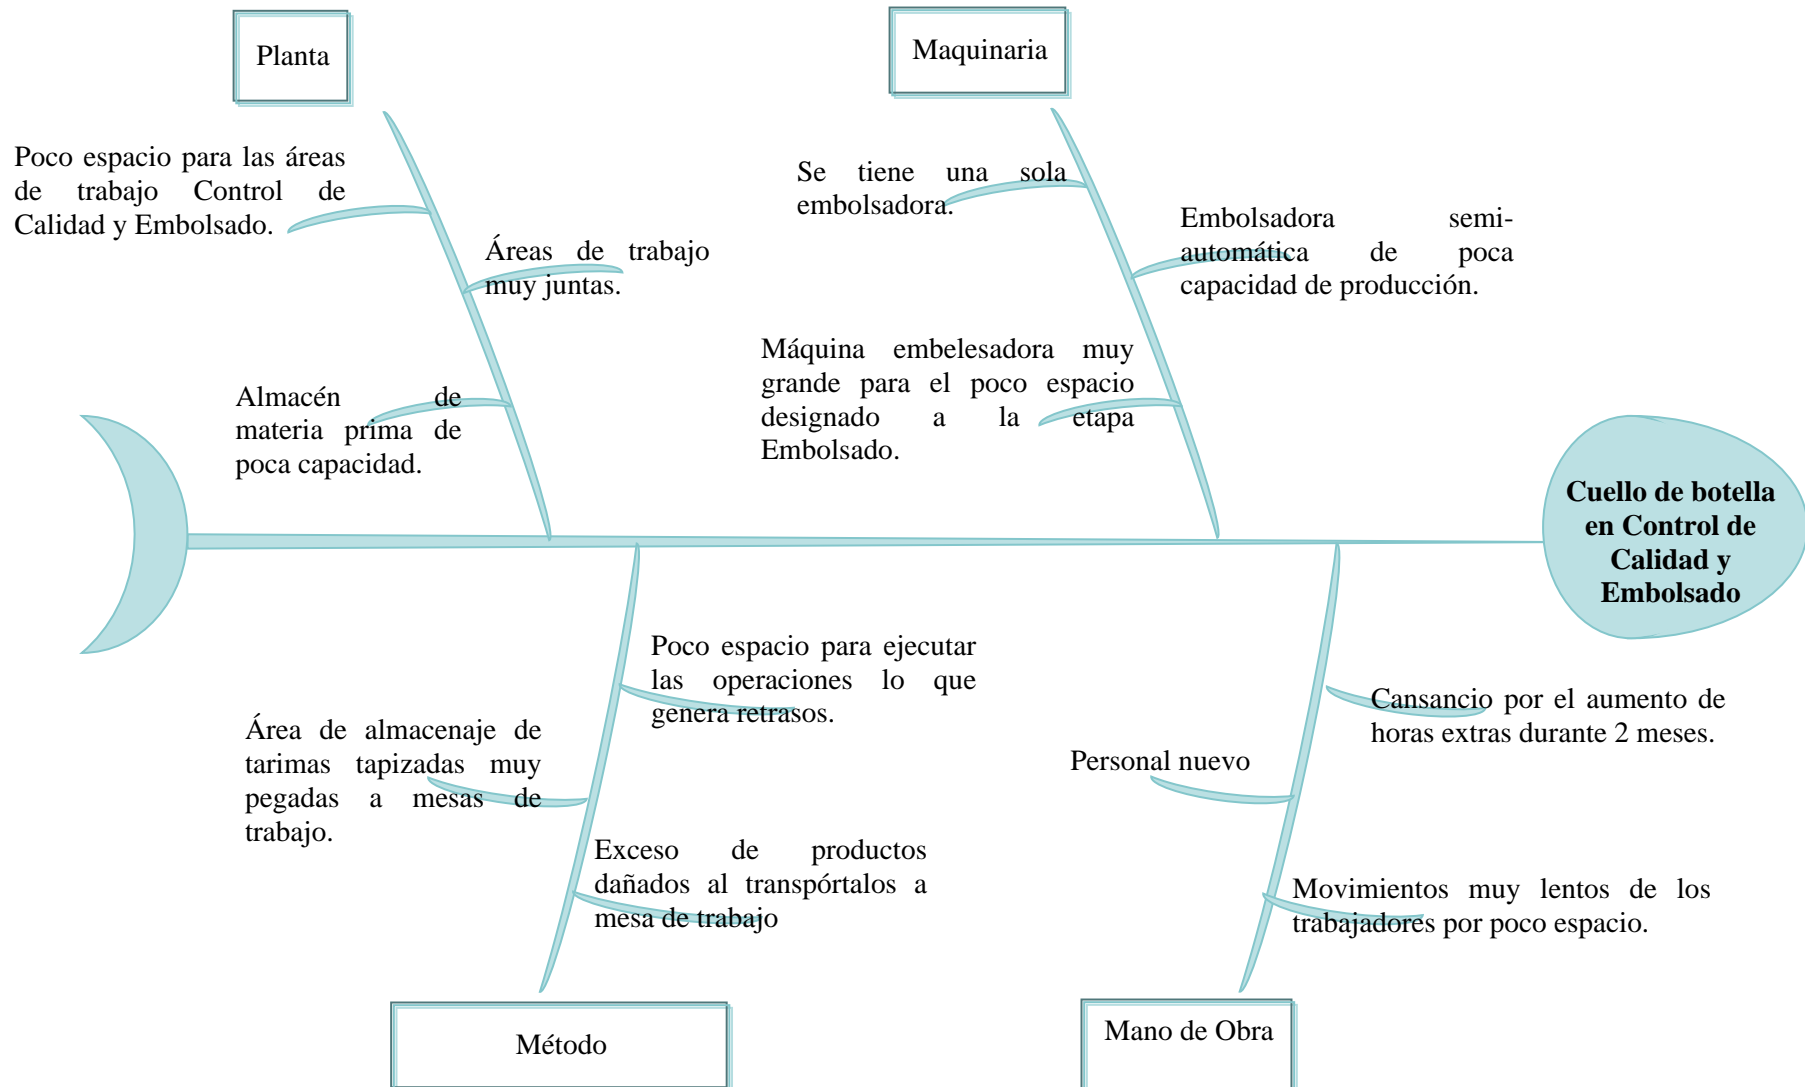 Planta
Maquinaria
Poco espacio para las áreas
de trabajo Control de
Calidad y Embolsado.
Áreas de trabajo
muy juntas.
Almacén de
materia prima de
poca capacidad.
Se tiene una sola
embolsadora.
Embolsadora semi-
automática de poca
capacidad de producción.
Máquina embelesadora muy
grande para el poco espacio
designado a la etapa
Embolsado.
Cuello de botella
en Control de
Calidad y
Embolsado
Poco espacio para ejecutar
las operaciones lo que
genera retrasos.
Área de almacenaje de
tarimas tapizadas muy
pegadas a mesas de
trabajo.
Exceso de productos
dañados al transpórtalos a
mesa de trabajo
Cansancio por el aumento de
horas extras durante 2 meses.
Personal nuevo
Movimientos muy lentos de los
trabajadores por poco espacio.
Método
Mano de Obra